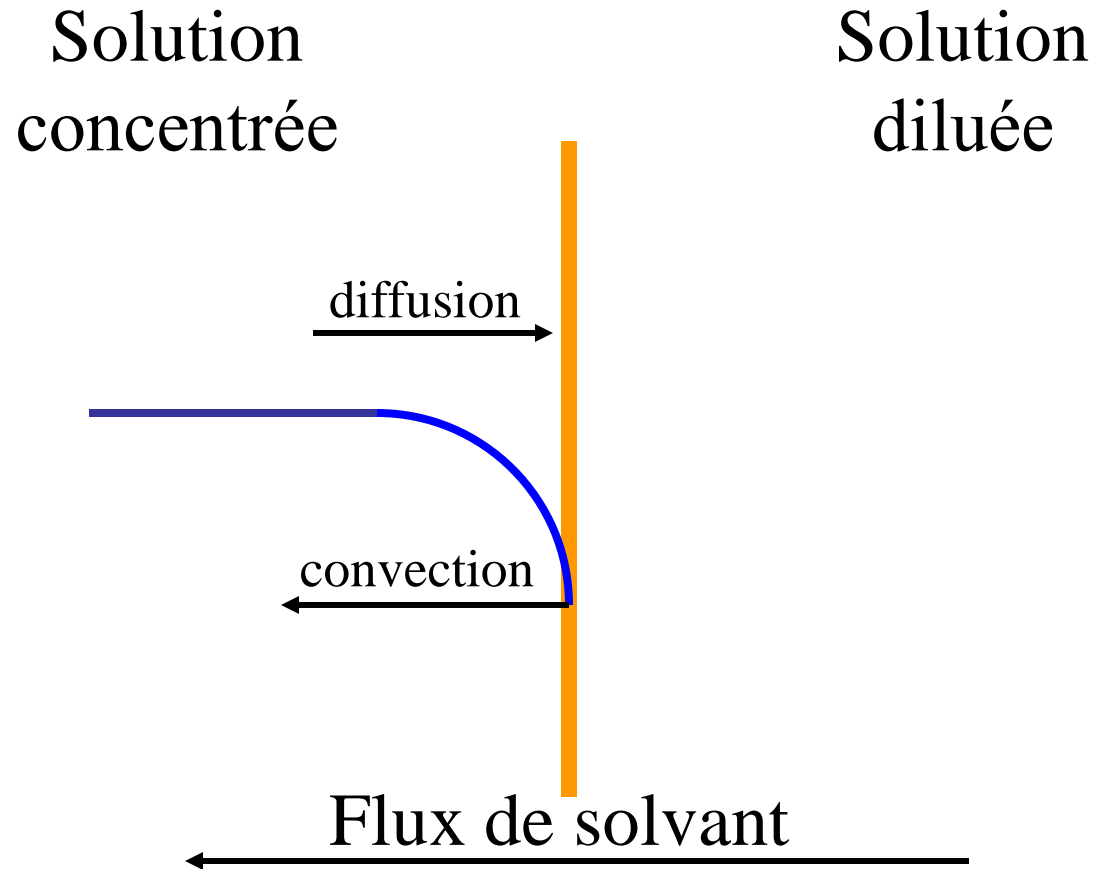 Solution
concentrée
Solution
diluée
diffusion
convection
Flux de solvant